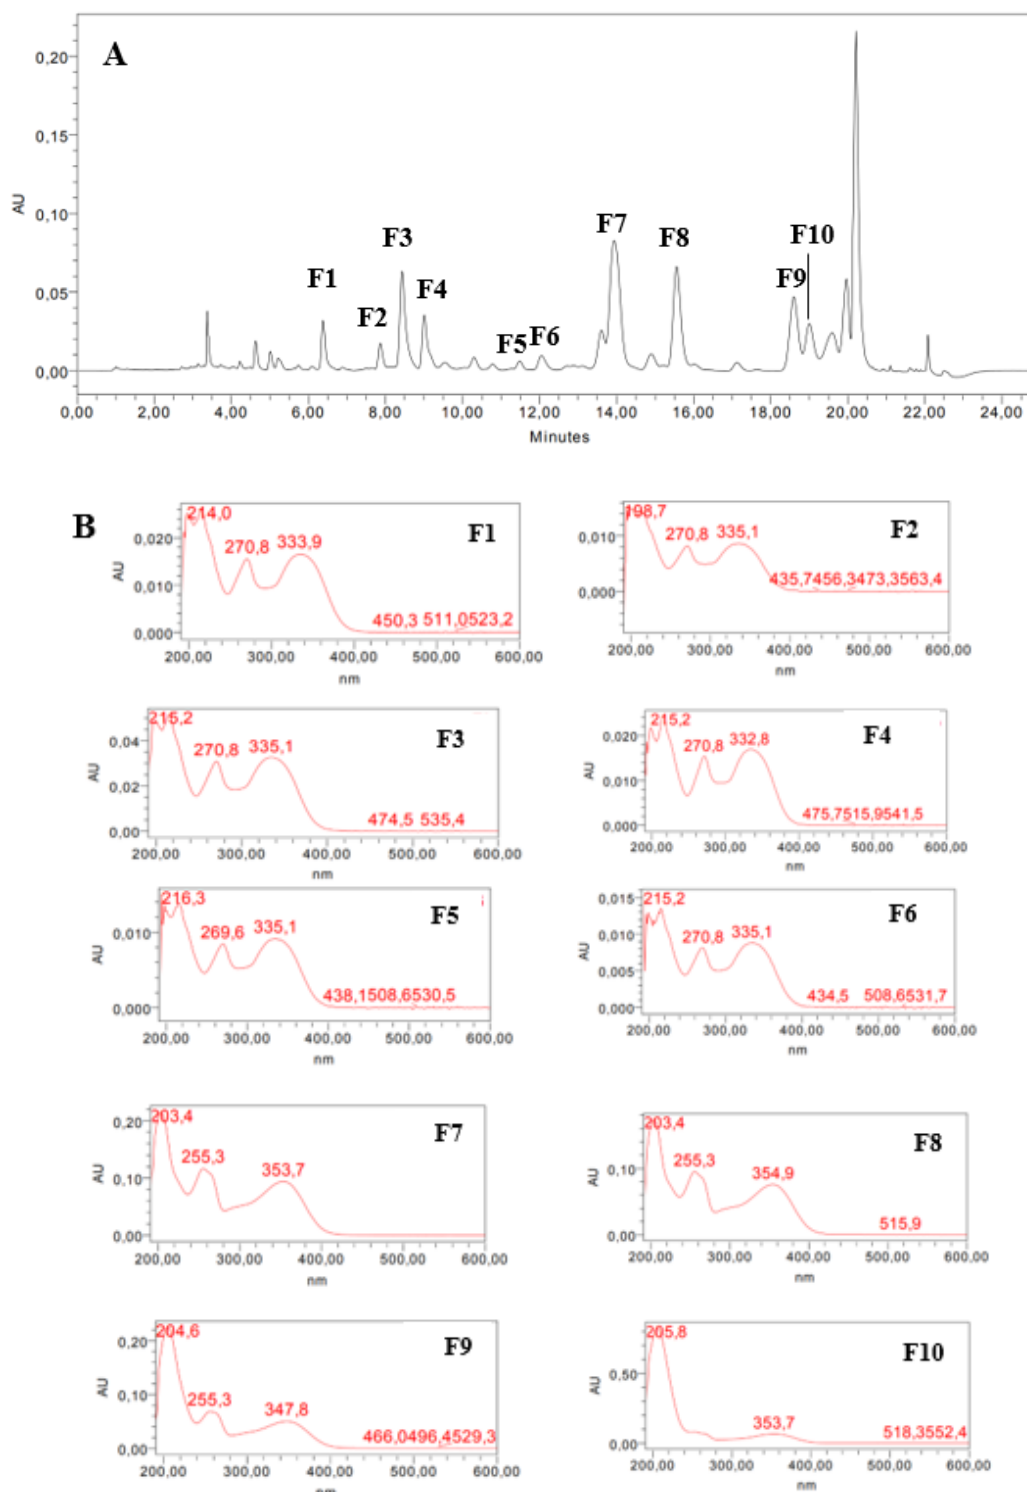 A
0,20
0,15
0,10
0,05
0,00
AU
F1
F2
F3
F4
F5
F6
F7
F8
F9
F10
0,00 2,00 4,00 6,00 8,00 10,00 12,00 14,00 16,00 18,00 20,00 22,00 24,00
Minutes
B
F1
214,0
270,8 333,9
450,3 511,0523,2
0,020
0,010
0,000
AU
200,00 300,00 400,00 500,00 600,00
nm
F2
198,7
270,8 335,1
435,7456,3473,3563,4
0,010
0,000
AU
200,00 300,00 400,00 500,00 600,00
nm
F3
215,2
270,8 335,1
474,5 535,4
0,04
0,02
0,00
AU
200,00 300,00 400,00 500,00 600,00
nm
F4
215,2
270,8 332,8
475,7515,9541,5
0,020
0,010
0,000
AU
200,00 300,00 400,00 500,00 600,00
nm
F5
216,3
269,6 335,1
438,1508,6530,5
0,010
0,000
AU
200,00 300,00 400,00 500,00 600,00
nm
F6
215,2
270,8 335,1
434,5 508,6531,7
0,015
0,010
0,005
0,000
AU
200,00 300,00 400,00 500,00 600,00
nm
F7
203,4
255,3 353,7
0,20
0,10
0,00
AU
200,00 300,00 400,00 500,00 600,00
nm
F8
203,4
255,3 354,9
515,9
0,10
0,00
AU
200,00 300,00 400,00 500,00 600,00
nm
F9
204,6
255,3 347,8
466,0496,4529,3
0,20
0,10
0,00
AU
200,00 300,00 400,00 500,00 600,00
nm
F10
205,8
353,7
518,3552,4
0,50
0,00
AU
200,00 300,00 400,00 500,00 600,00
nm